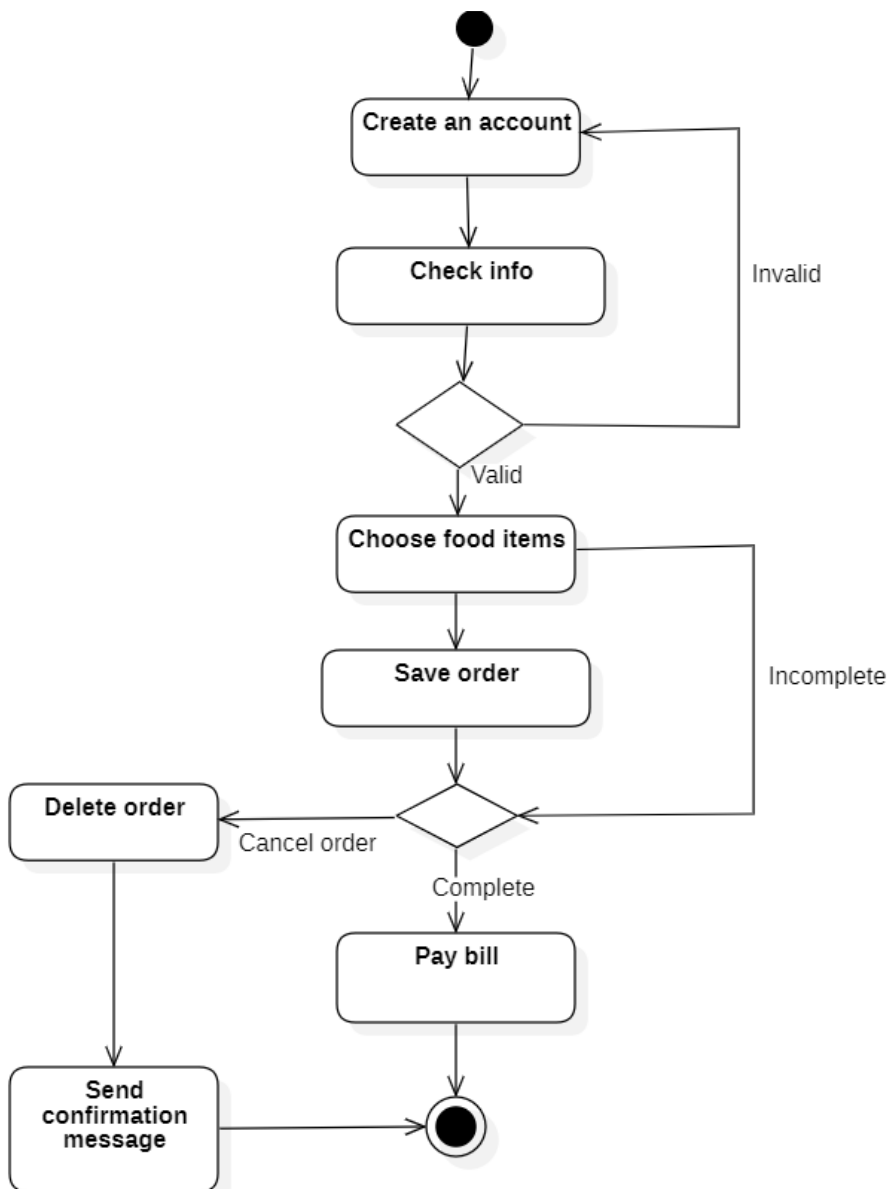 Create an account
Check info
Invalid
Valid
Choose food items
Save order
Incomplete
Delete order
Cancel order
Complete
Pay bill
Send
confirmation
message